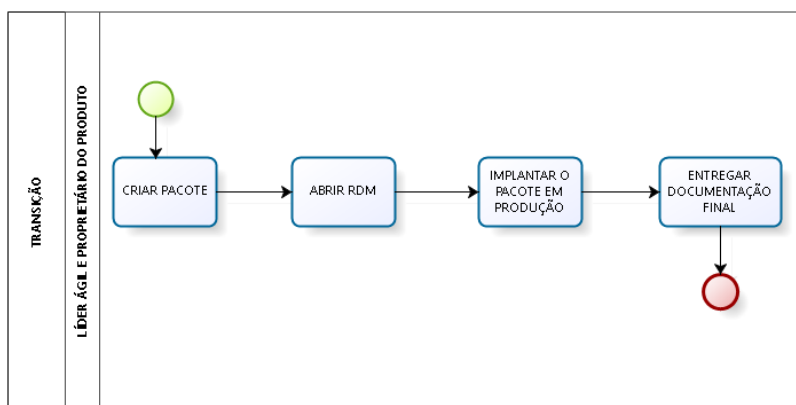 TRANSIÇÃO
LÍDER ÁGIL E PROPRIETÁRIO DO PRODUTO
CRIAR PACOTE
ABRIR RDM
IMPLANTAR O
PACOTE EM
PRODUÇÃO
ENTREGAR
DOCUMENTAÇÃO
FINAL